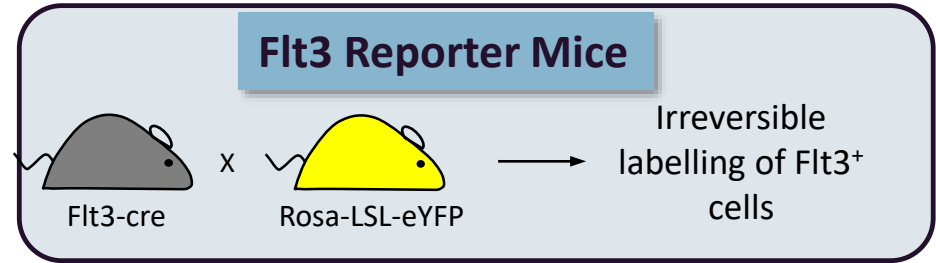 Flt3 Reporter Mice
Flt3-cre
x
Rosa-LSL-eYFP
Irreversible
labelling of Flt3⁺
cells